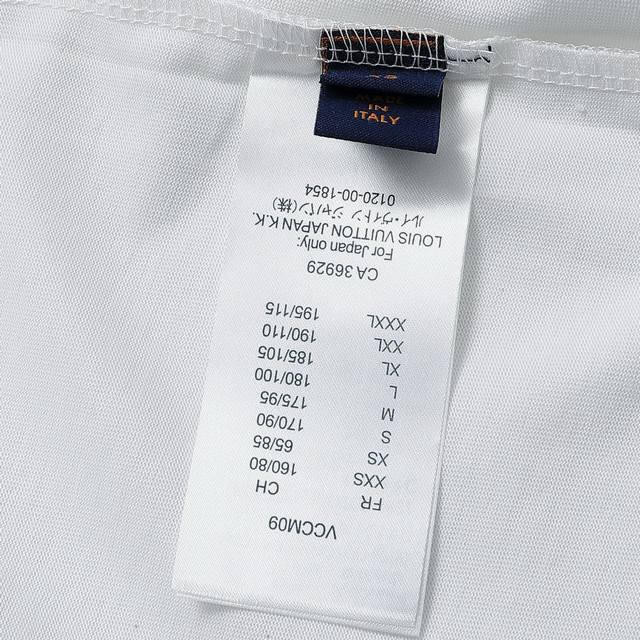 MADE
IN
ITALY
VCCM09
FR CH
XXS 160/80
XS 65/85
S 170/90
M 175/95
L 180/100
XL 185/105
XXL 190/110
XXXL 195/115
CA 36929
For Japan only:
LOUIS VUITTON JAPAN K.K.
ルイ・ヴィトン ジャパン(株)
0120-00-1854